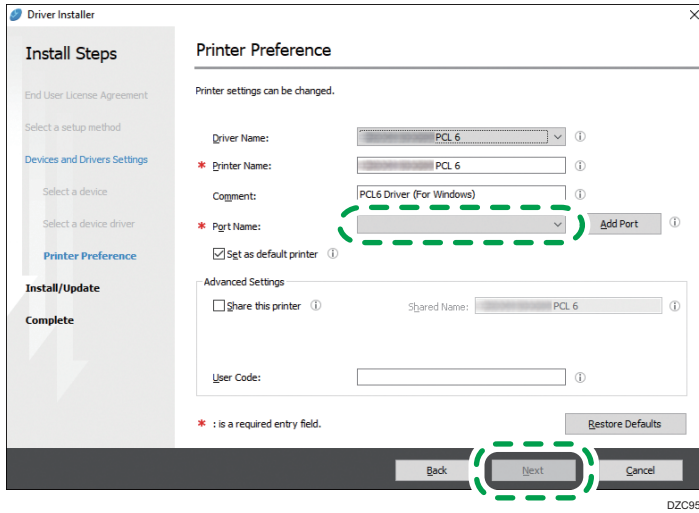 Driver Installer
Install Steps
End User License Agreement
Select a setup method
Devices and Drivers Settings
Select a device
Select a device driver
Printer Preference
Install/Update
Complete
Printer Preference
Printer settings can be changed.
Driver Name: PCL 6
* Printer Name: PCL 6
Comment: PCL6 Driver (For Windows)
* Port Name: Add Port
Set as default printer
Advanced Settings
Share this printer Shared Name: PCL 6
User Code:
* : is a required entry field.
Restore Defaults
Back Next Cancel
DZC95